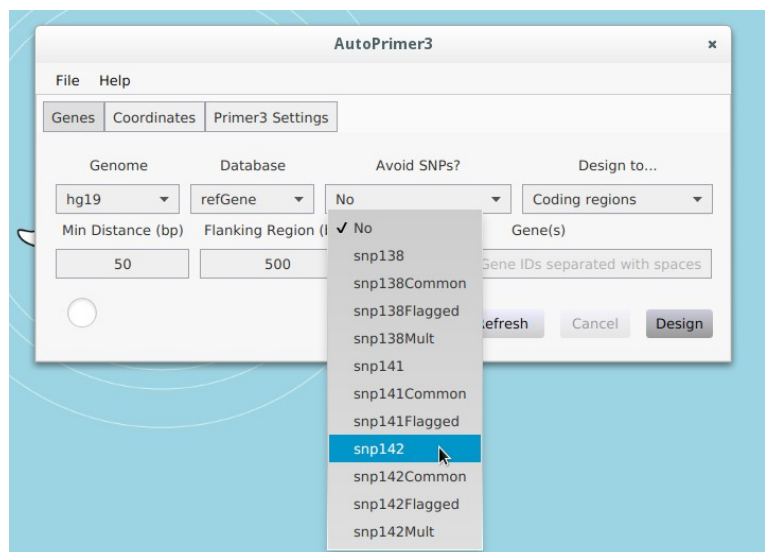 AutoPrimer3
File Help
Genes Coordinates Primer3 Settings
Genome Database Avoid SNPs? Design to...
hg19 refGene No Coding regions
Min Distance (bp) Flanking Region ( Gene(s)
50 500 Gene IDs separated with spaces
Cancel Design
No
snp138
snp138Common
snp138Flagged
snp138Mult
snp141
snp141Common
snp141Flagged
snp142
snp142Common
snp142Flagged
snp142Mult